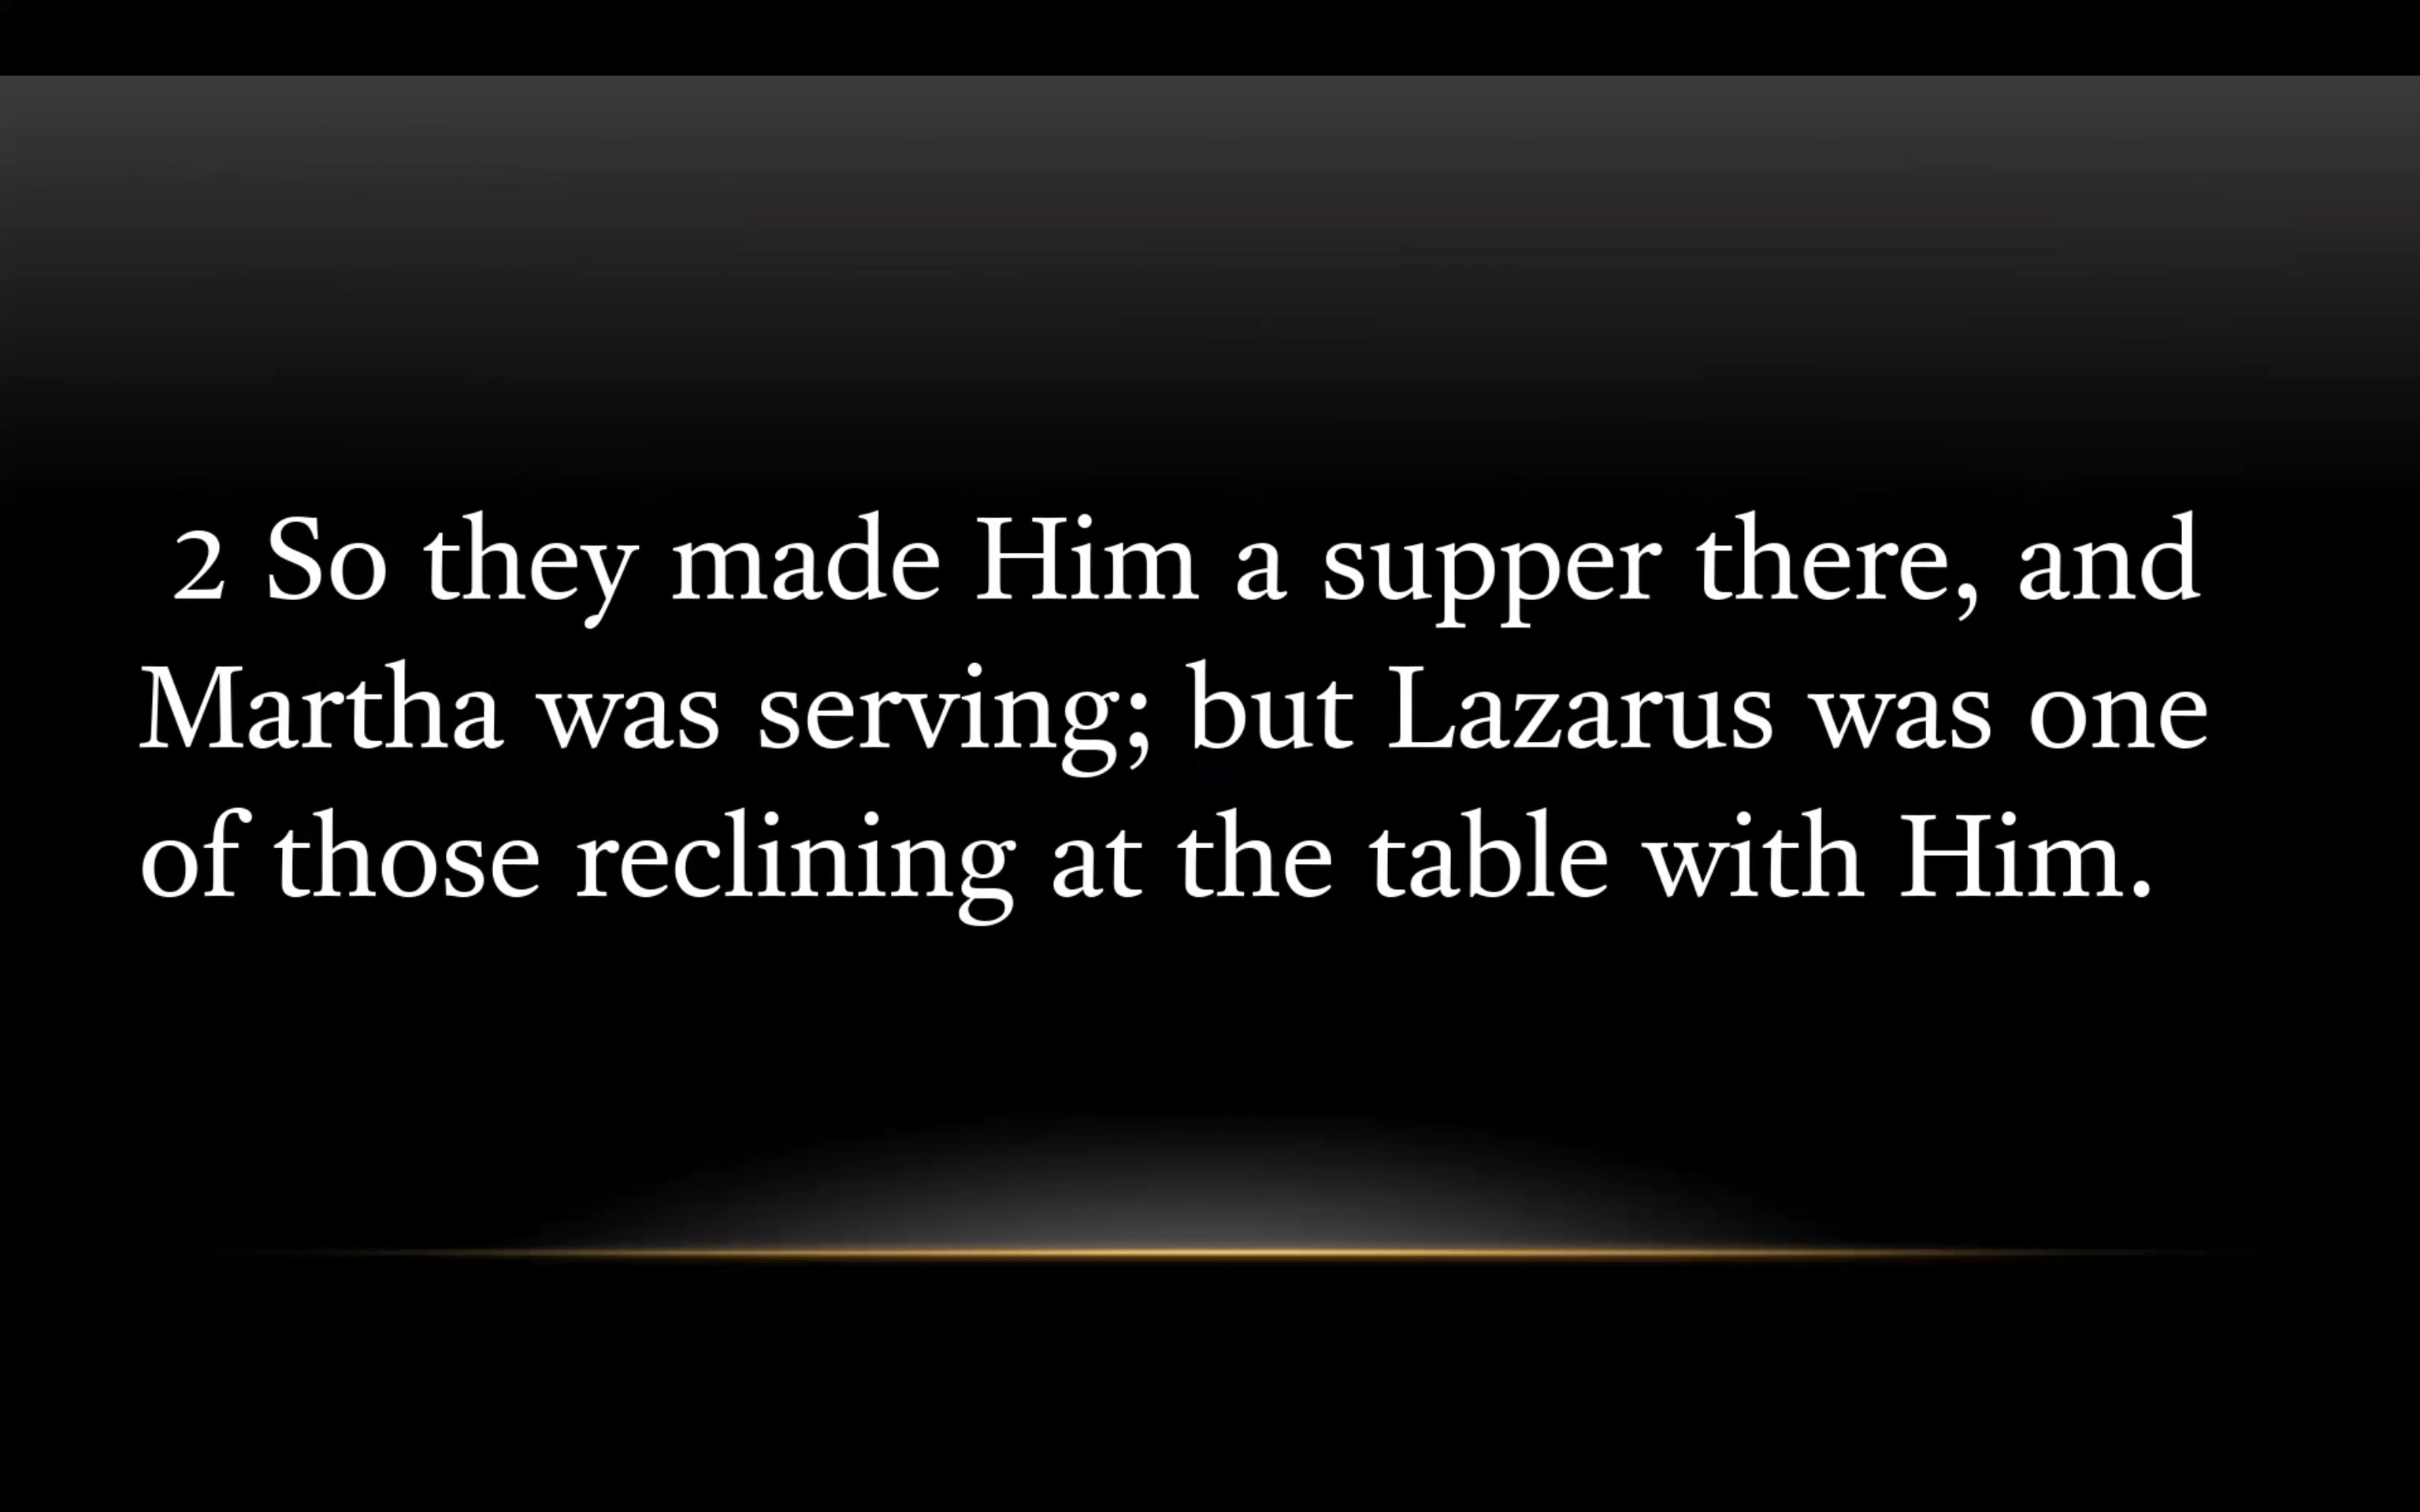 2 So they made Him a supper there, and
Martha was serving; but Lazarus was one
of those reclining at the table with Him.